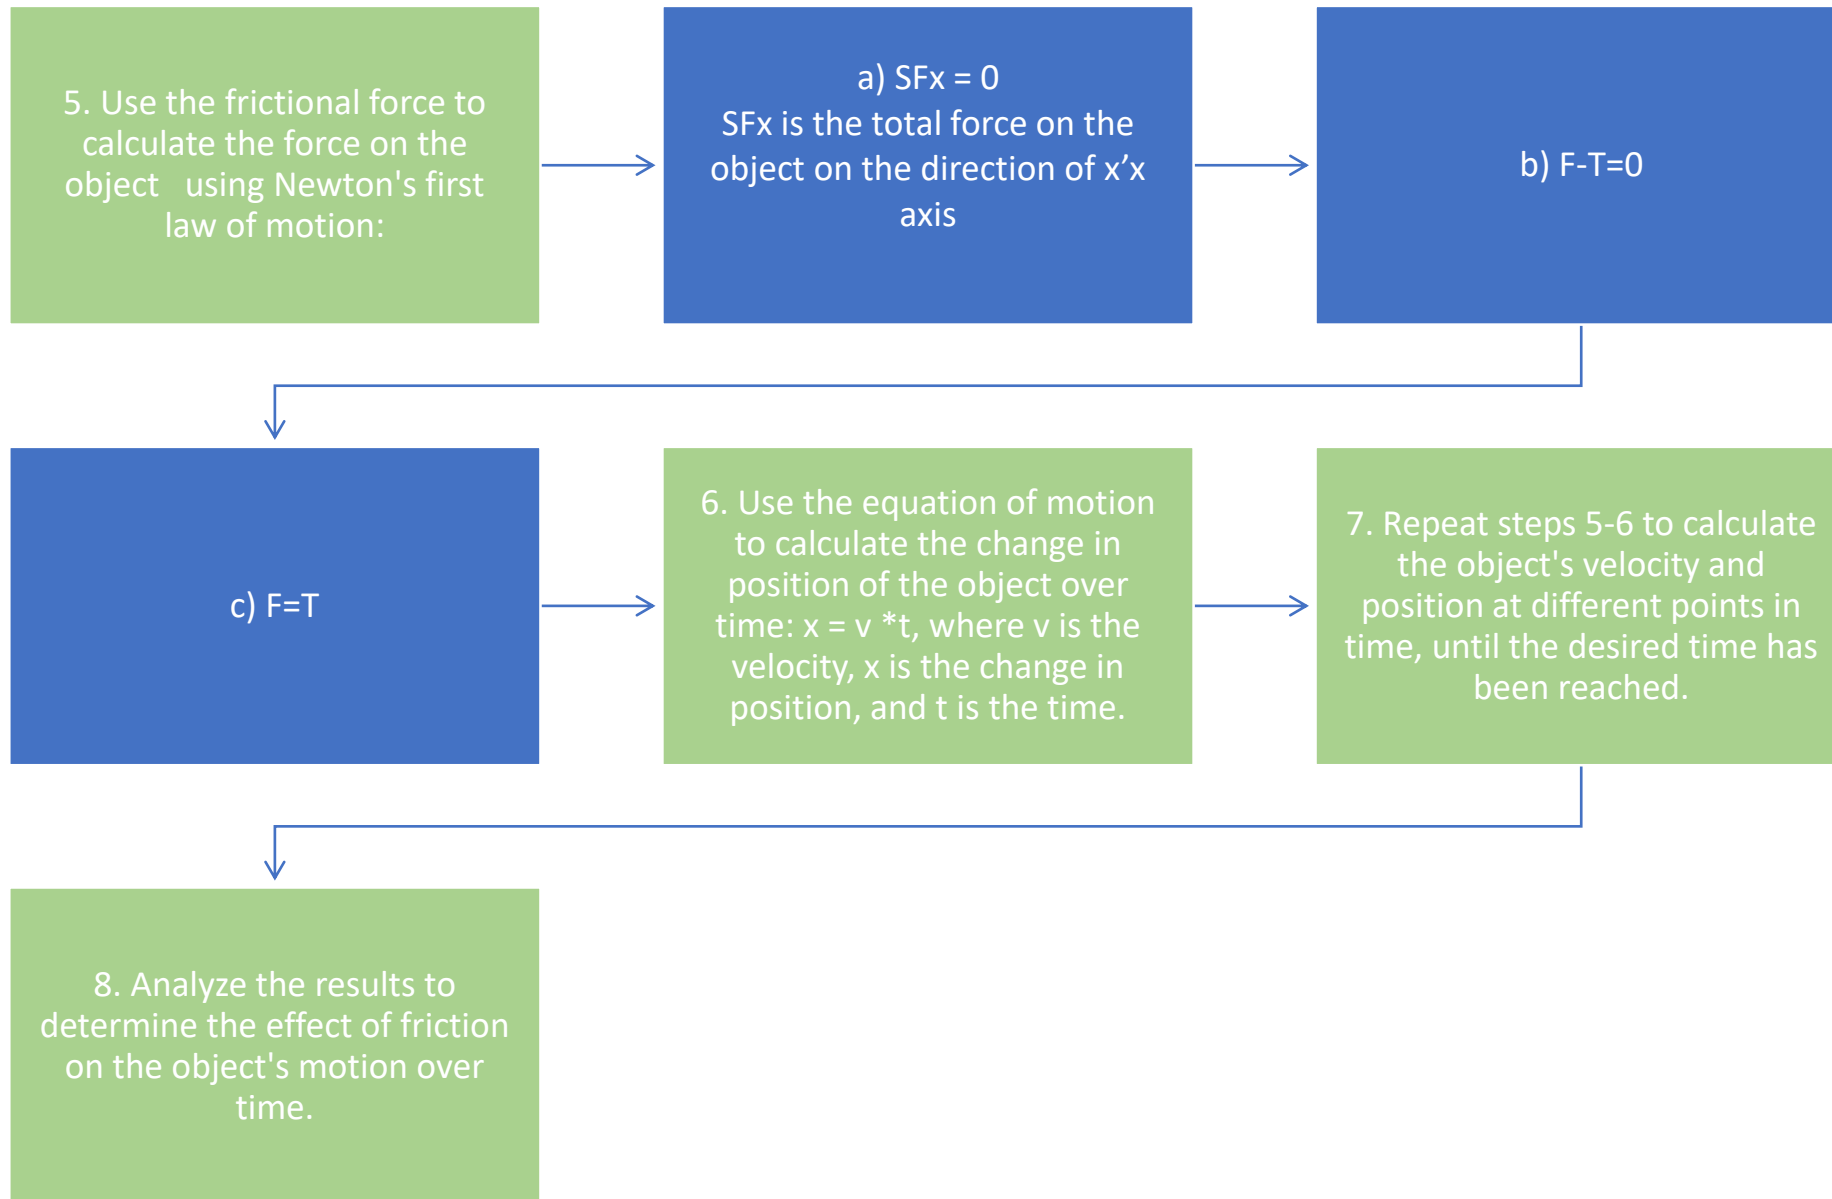 5. Use the frictional force to
calculate the force on the
object   using Newton's first
law of motion:
a) SFx = 0
SFx is the total force on the
object on the direction of x’x
axis
b) F-T=0
c) F=T
6. Use the equation of motion
to calculate the change in
position of the object over
time: x = v *t, where v is the
velocity, x is the change in
position, and t is the time.
7. Repeat steps 5-6 to calculate
the object's velocity and
position at different points in
time, until the desired time has
been reached.
8. Analyze the results to
determine the effect of friction
on the object's motion over
time.